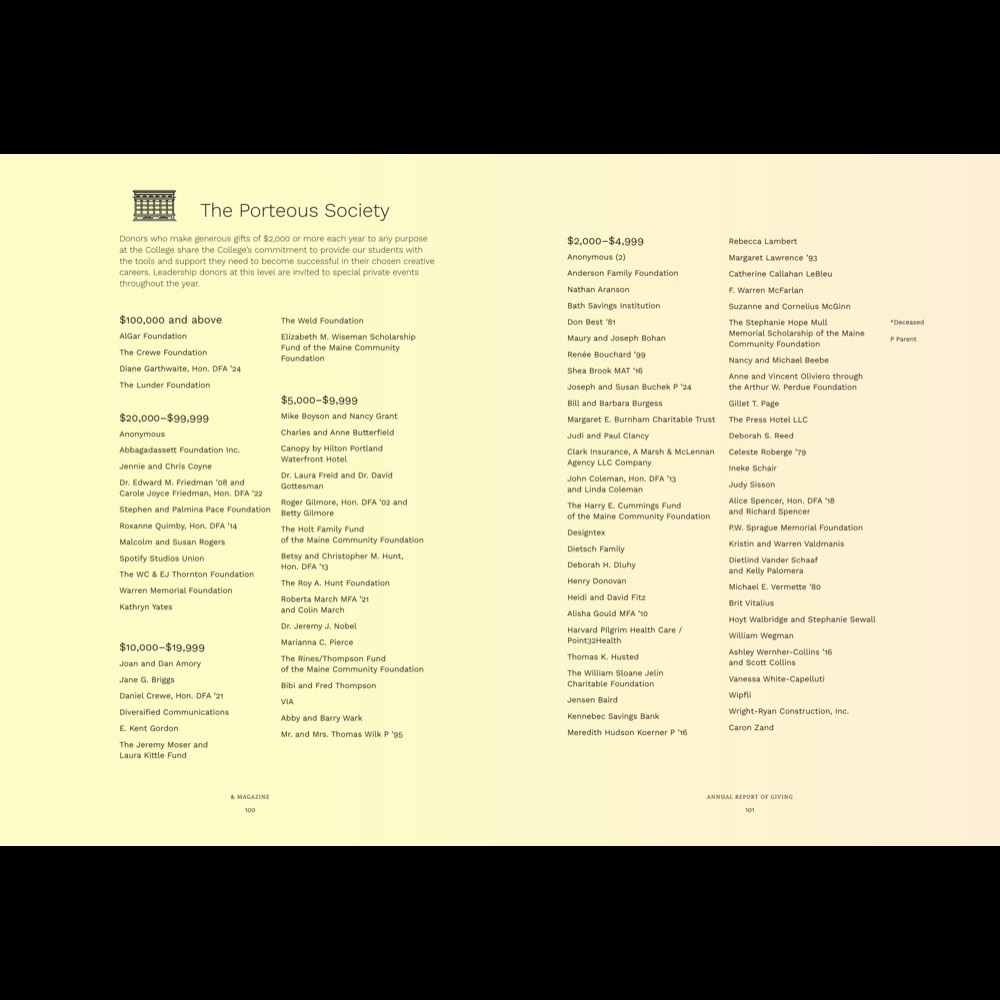 The Porteous Society
Donors who make generous gifts of $2,000 or more each year to any purpose
at the College share the College's commitment to provide our students with
the tools and support they need to become successful in their chosen creative
careers. Leadership donors at this level are invited to special private events
throughout the year.
$100,000 and above
AlGar Foundation
The Crewe Foundation
Diane Garthwaite, Hon. DFA '24
The Lunder Foundation
$20,000–$99,999
Anonymous
Abbagadassett Foundation Inc.
Jennie and Chris Coyne
Dr. Edward M. Friedman '08 and
Carole Joyce Friedman, Hon. DFA '22
Stephen and Palmina Pace Foundation
Roxanne Quimby, Hon. DFA '14
Malcolm and Susan Rogers
Spotify Studios Union
The WC & EJ Thornton Foundation
Warren Memorial Foundation
Kathryn Yates
$10,000–$19,999
Joan and Dan Amory
Jane G. Briggs
Daniel Crewe, Hon. DFA '21
Diversified Communications
E. Kent Gordon
The Jeremy Moser and
Laura Kittle Fund
The Weld Foundation
Elizabeth M. Wiseman Scholarship
Fund of the Maine Community
Foundation
$5,000–$9,999
Mike Boyson and Nancy Grant
Charles and Anne Butterfield
Canopy by Hilton Portland
Waterfront Hotel
Dr. Laura Freid and Dr. David
Gottesman
Roger Gilmore, Hon. DFA '02 and
Betty Gilmore
The Holt Family Fund
of the Maine Community Foundation
Betsy and Christopher M. Hunt,
Hon. DFA '13
The Roy A. Hunt Foundation
Roberta March MFA '21
and Colin March
Dr. Jeremy J. Nobel
Marianna C. Pierce
The Rines/Thompson Fund
of the Maine Community Foundation
Bibi and Fred Thompson
VIA
Abby and Barry Wark
Mr. and Mrs. Thomas Wilk P '95
& MAGAZINE
100
$2,000–$4,999
Anonymous (2)
Anderson Family Foundation
Nathan Aranson
Bath Savings Institution
Don Best '81
Maury and Joseph Bohan
Renée Bouchard '99
Shea Brook MAT '16
Joseph and Susan Buchek P '24
Bill and Barbara Burgess
Margaret E. Burnham Charitable Trust
Judi and Paul Clancy
Clark Insurance, A Marsh & McLennan
Agency LLC Company
John Coleman, Hon. DFA '13
and Linda Coleman
The Harry E. Cummings Fund
of the Maine Community Foundation
Designtex
Dietsch Family
Deborah H. Dluhy
Henry Donovan
Heidi and David Fitz
Alisha Gould MFA '10
Harvard Pilgrim Health Care /
Point32Health
Thomas K. Husted
The William Sloane Jelin
Charitable Foundation
Jensen Baird
Kennebec Savings Bank
Meredith Hudson Koerner P '16
Rebecca Lambert
Margaret Lawrence '93
Catherine Callahan LeBleu
F. Warren McFarlan
Suzanne and Cornelius McGinn
The Stephanie Hope Mull
Memorial Scholarship of the Maine
Community Foundation
Nancy and Michael Beebe
Anne and Vincent Oliviero through
the Arthur W. Perdue Foundation
Gillet T. Page
The Press Hotel LLC
Deborah S. Reed
Celeste Roberge '79
Ineke Schair
Judy Sisson
Alice Spencer, Hon. DFA '18
and Richard Spencer
P.W. Sprague Memorial Foundation
Kristin and Warren Valdmanis
Dietlind Vander Schaaf
and Kelly Palomera
Michael E. Vermette '80
Brit Vitalius
Hoyt Walbridge and Stephanie Sewall
William Wegman
Ashley Wernher-Collins '16
and Scott Collins
Vanessa White-Capelluti
Wipfli
Wright-Ryan Construction, Inc.
Caron Zand
*Deceased
P Parent
ANNUAL REPORT OF GIVING
101